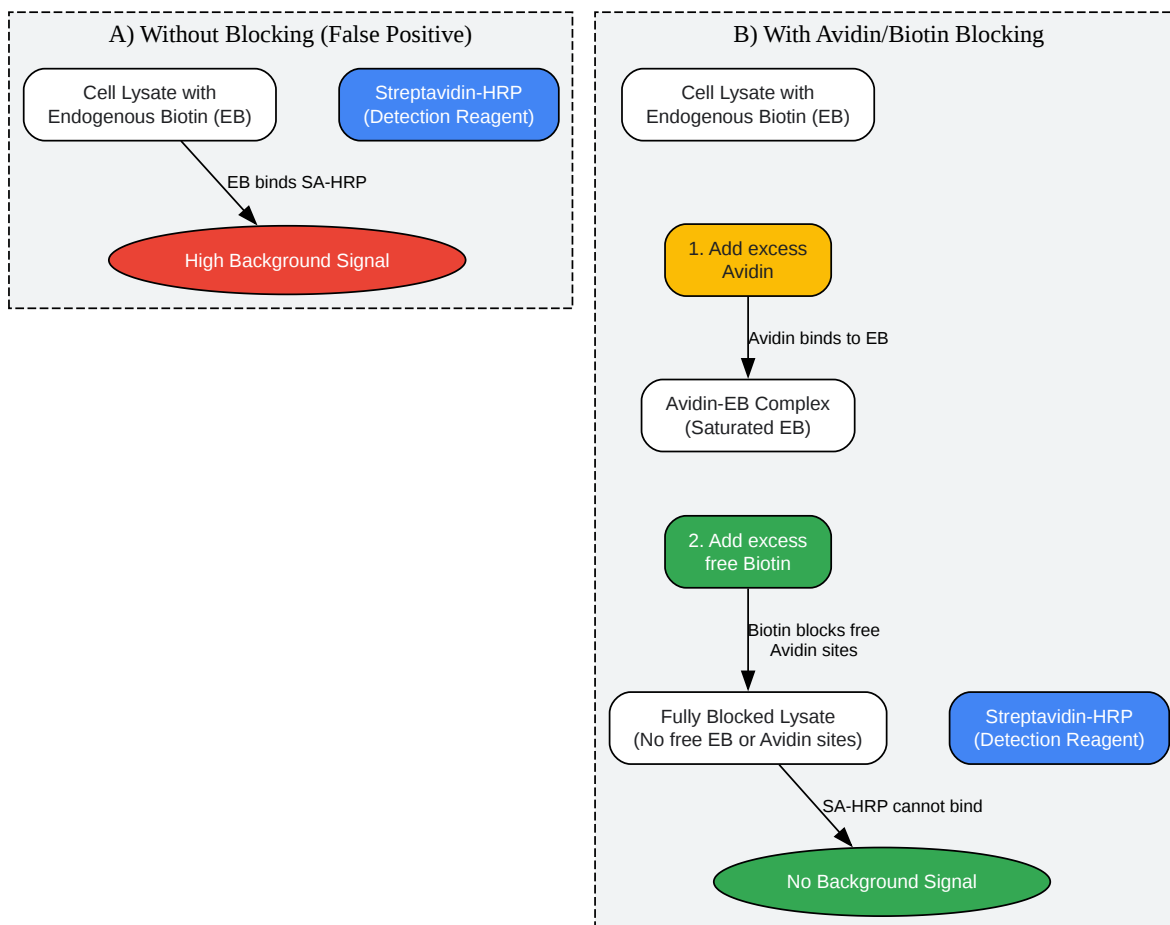 A) Without Blocking (False Positive)
Cell Lysate with
Endogenous Biotin (EB)
Streptavidin-HRP
(Detection Reagent)
EB binds SA-HRP
High Background Signal
B) With Avidin/Biotin Blocking
Cell Lysate with
Endogenous Biotin (EB)
1. Add excess
Avidin
Avidin binds to EB
Avidin-EB Complex
(Saturated EB)
2. Add excess
free Biotin
Biotin blocks free
Avidin sites
Fully Blocked Lysate
(No free EB or Avidin sites)
Streptavidin-HRP
(Detection Reagent)
SA-HRP cannot bind
No Background Signal